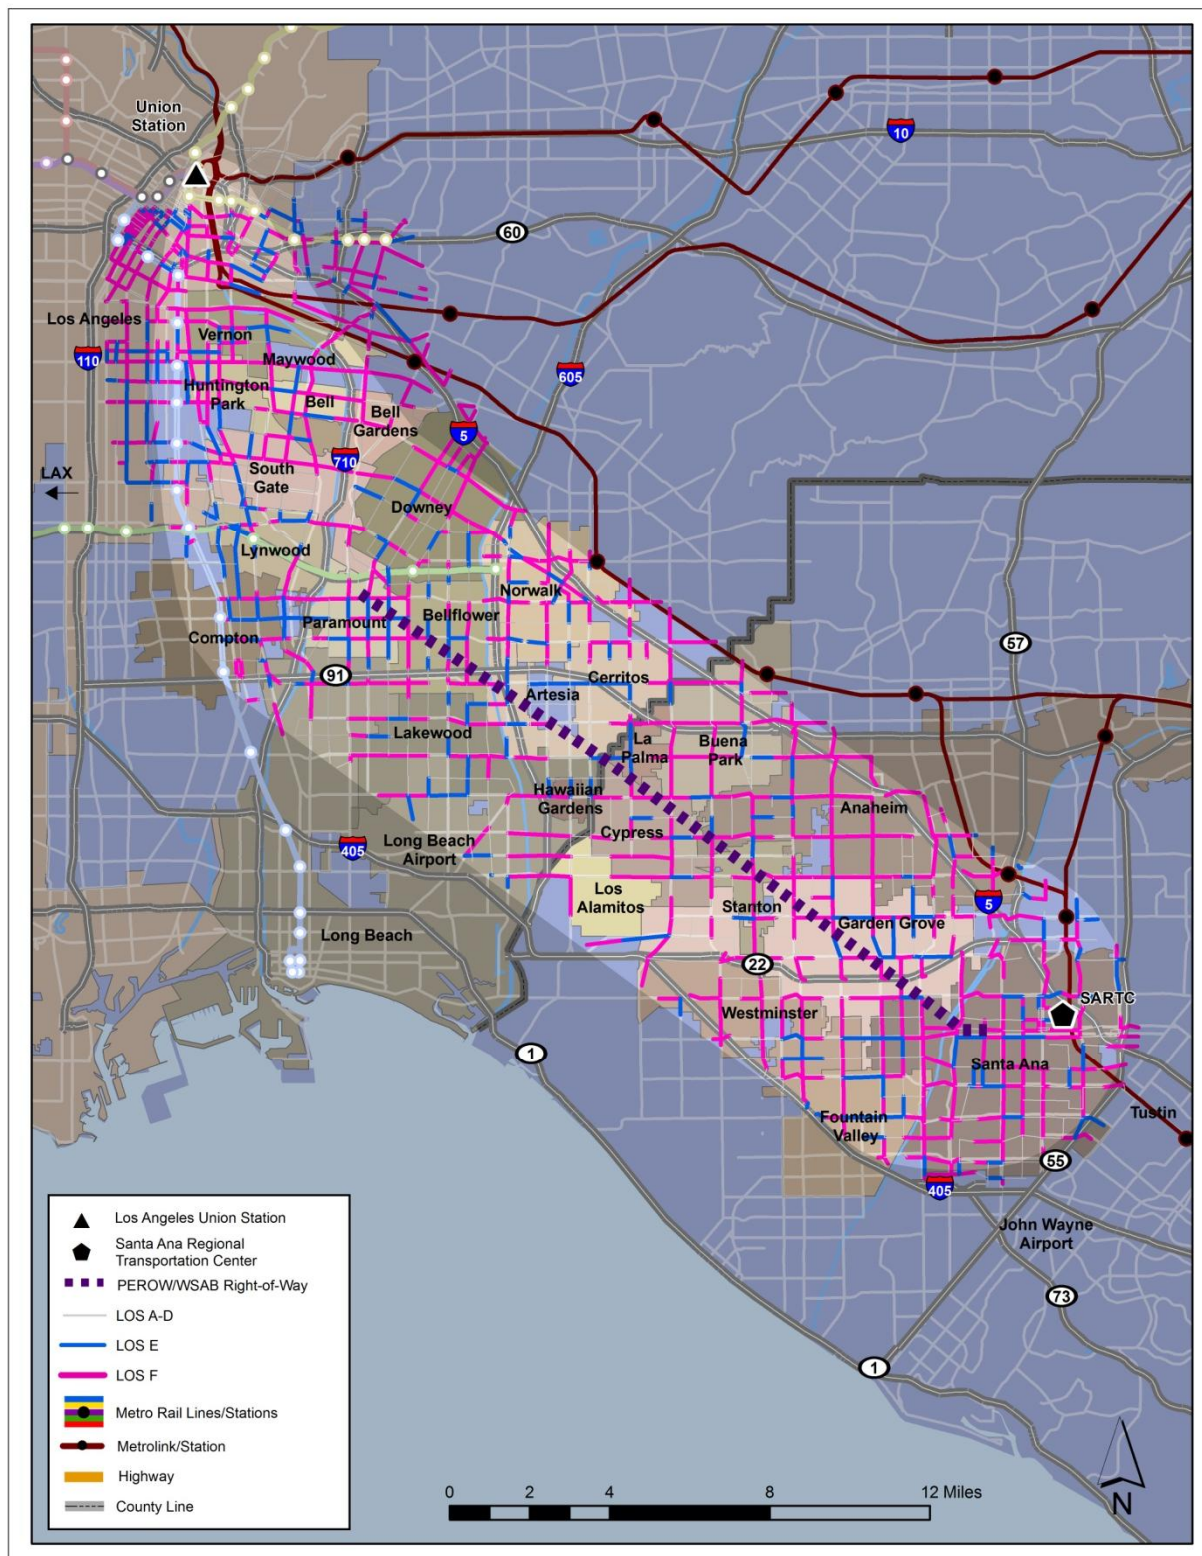 Union
Station
10
60
Los Angeles
Vernon
110
Maywood
605
Huntington
Park
Bell
Bell
Gardens
5
710
LAX
South
Gate
Downey
Lynwood
Norwalk
Bellflower
Paramount
Compton
57
91
Cerritos
Artesia
Lakewood
La
Palma
Buena
Park
Hawaiian
Gardens
Anaheim
Cypress
Long Beach
Airport
405
Los
Alamitos
Stanton
5
Garden Grove
Long Beach
22
SARTC
Westminster
1
Santa Ana
Tustin
Fountain
Valley
55
405
John Wayne
Airport
73
1
Los Angeles Union Station
Santa Ana Regional
Transportation Center
PEROW/WSAB Right-of-Way
LOS A-D
LOS E
LOS F
Metro Rail Lines/Stations
Metrolink/Station
Highway
County Line
0 2 4 8 12 Miles
N